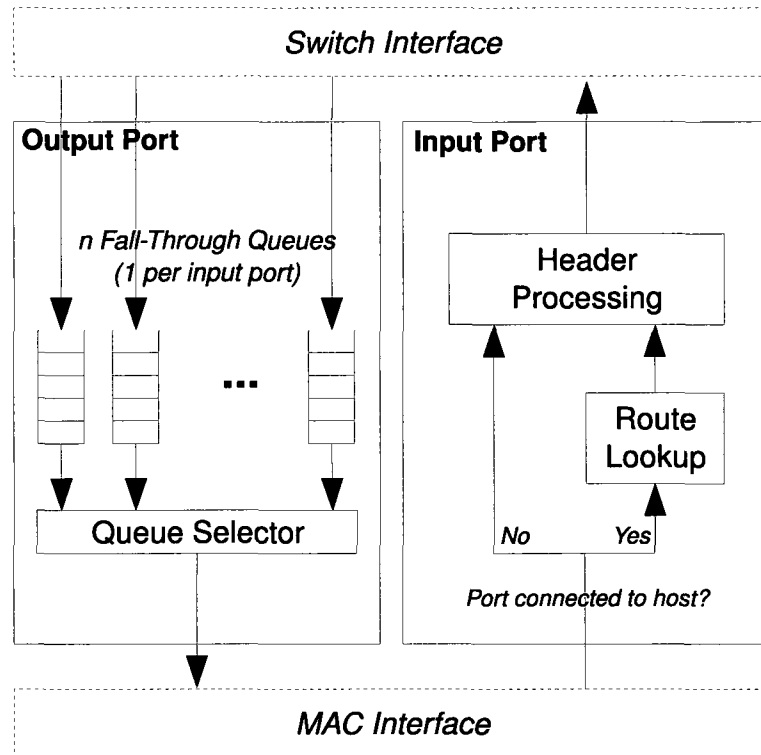 Switch Interface
Output Port
n Fall-Through Queues
(1 per input port)
...
Queue Selector
Input Port
Header
Processing
Route
Lookup
No
Yes
Port connected to host?
MAC Interface